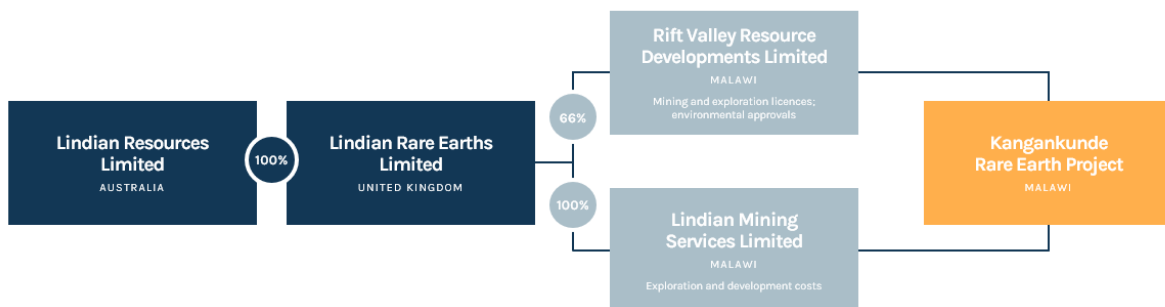 Lindian Resources
Limited
AUSTRALIA
100%
Lindian Rare Earths
Limited
UNITED KINGDOM
66%
100%
Rift Valley Resource
Developments Limited
MALAWI
Mining and exploration licences;
environmental approvals
Lindian Mining
Services Limited
MALAWI
Exploration and development costs
Kangankunde
Rare Earth Project
MALAWI